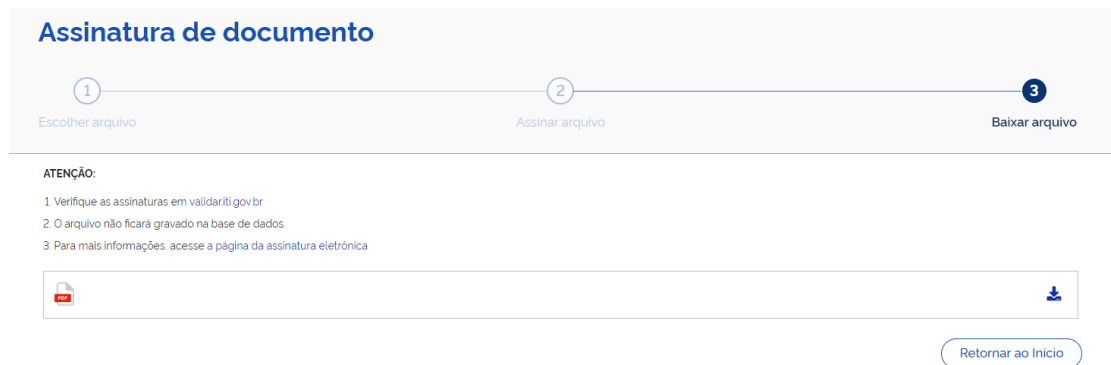 Assinatura de documento
1
2
3
Escolher arquivo
Assinar arquivo
Baixar arquivo
ATENÇÃO:
1. Verifique as assinaturas em validar.iti.gov.br
2. O arquivo não ficará gravado na base de dados.
3. Para mais informações, acesse a página da assinatura eletrônica
PDF
Retornar ao Início